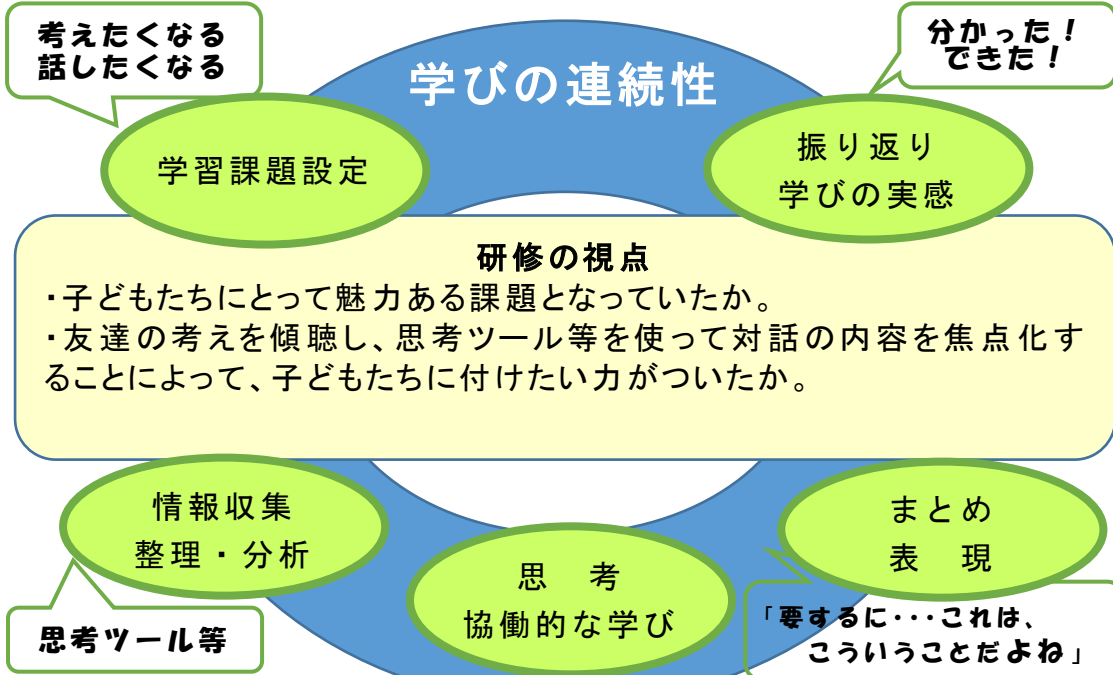 考えたくなる
話したくなる
学びの連続性
分かった！
できた！
学習課題設定
振り返り
学びの実感
研修の視点
・子どもたちにとって魅力ある課題となっていたか。
・友達の考えを傾聴し、思考ツール等を使って対話の内容を焦点化す
ることによって、子どもたちに付けたい力がついたか。
情報収集
整理・分析
思　考
協働的な学び
まとめ
表　現
思考ツール等
「要するに・・・これは、
こういうことだよね」